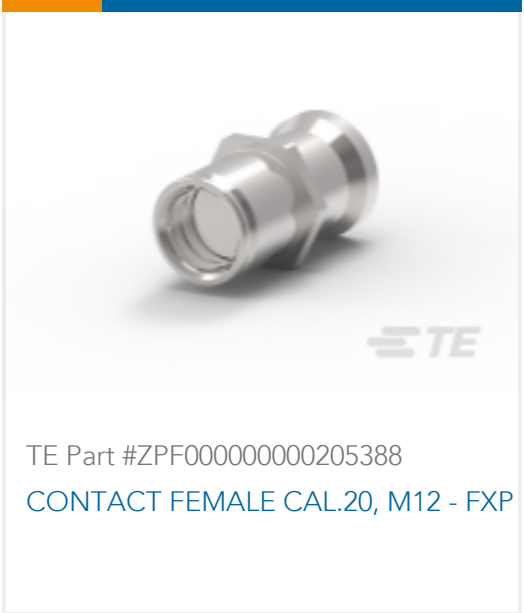 TE
TE Part #ZPF000000000205388
CONTACT FEMALE CAL.20, M12 - FXP